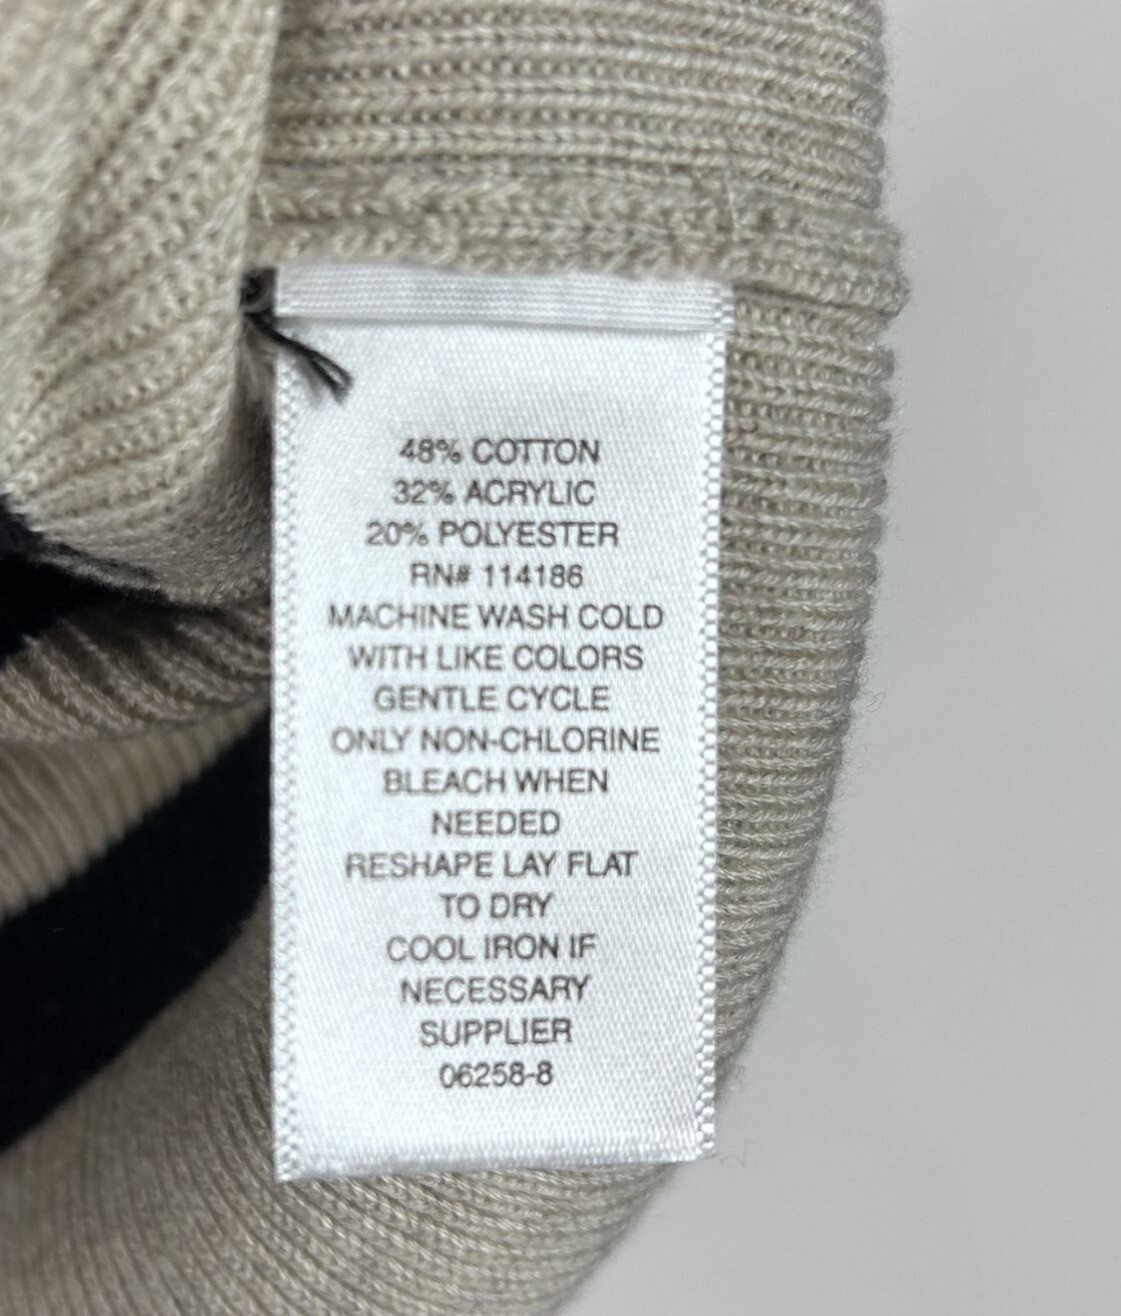 48% COTTON
32% ACRYLIC
20% POLYESTER
RN# 114186
MACHINE WASH COLD
WITH LIKE COLORS
GENTLE CYCLE
ONLY NON-CHLORINE
BLEACH WHEN
NEEDED
RESHAPE LAY FLAT
TO DRY
COOL IRON IF
NECESSARY
SUPPLIER
06258-8